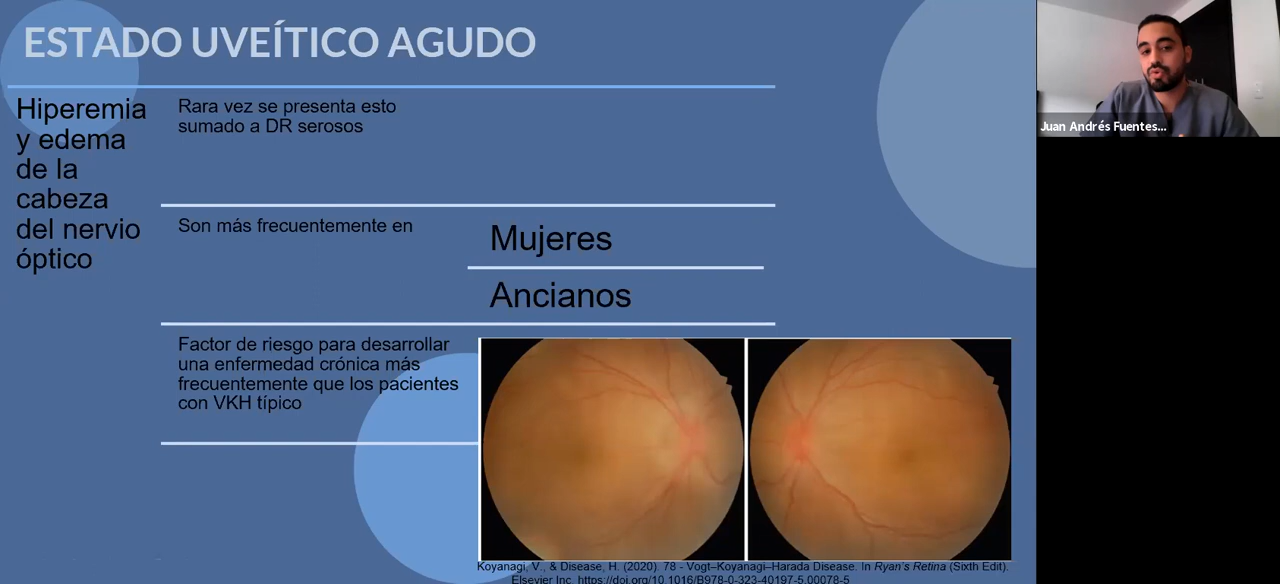 ESTADO UVEÍTICO AGUDO
Hiperemia
y edema
de la
cabeza
del nervio
óptico
Rara vez se presenta esto
sumado a DR serosos
Son más frecuentemente en
Mujeres
Ancianos
Factor de riesgo para desarrollar
una enfermedad crónica más
frecuentemente que los pacientes
con VKH típico
Koyanagi, V., & Disease, H. (2020). 78 - Vogt–Koyanagi–Harada Disease. In Ryan's Retina (Sixth Edit).
Elsevier Inc. https://doi.org/10.1016/B978-0-323-40197-5.00078-5
Juan Andrés Fuentes...